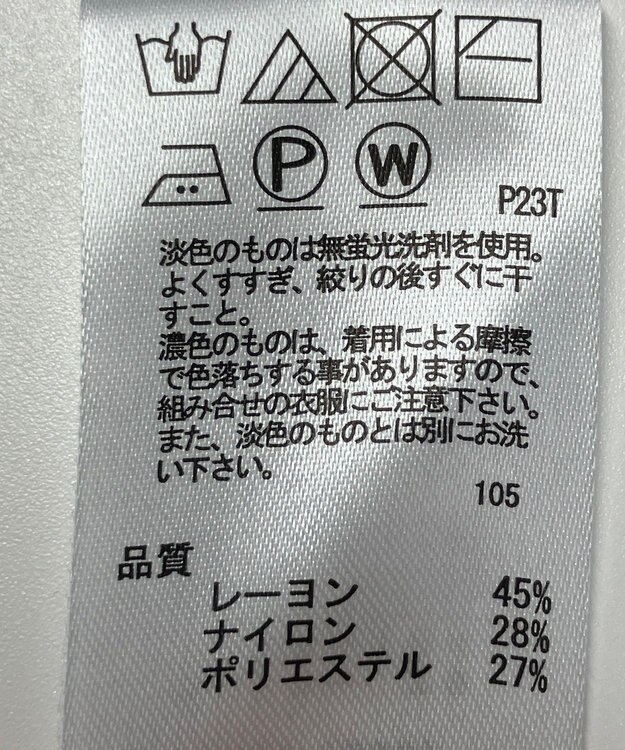 P
W
P23T
淡色のものは無蛍光洗剤を使用。
よくすすぎ、絞りの後すぐに干
すこと。
濃色のものは、着用による摩擦
で色落ちする事がありますので、
組み合せの衣服にご注意下さい。
また、淡色のものとは別にお洗
い下さい。
105
品質
レーヨン 45%
ナイロン 28%
ポリエステル 27%